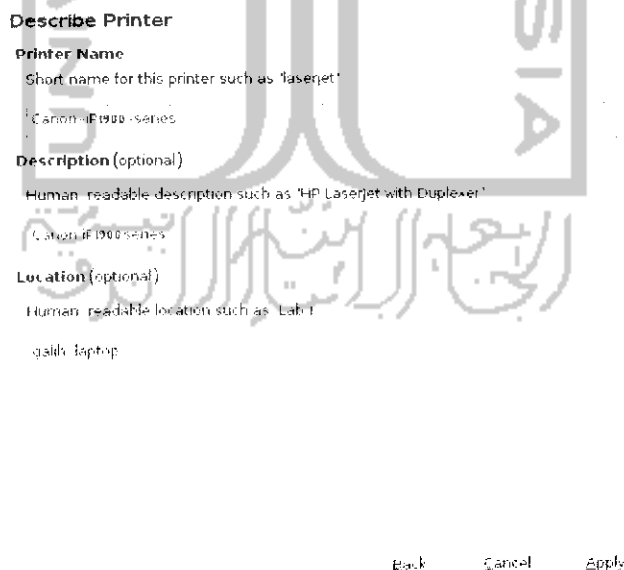 Describe Printer
Printer Name
Short name for this printer such as "laserjet"
Canon-iP1900-series
Description (optional)
Human-readable description such as "HP LaserJet with Duplexer"
Canon iP1900 series
Location (optional)
Human-readable location such as "Lab 1"
galih-laptop
Back Cancel Apply